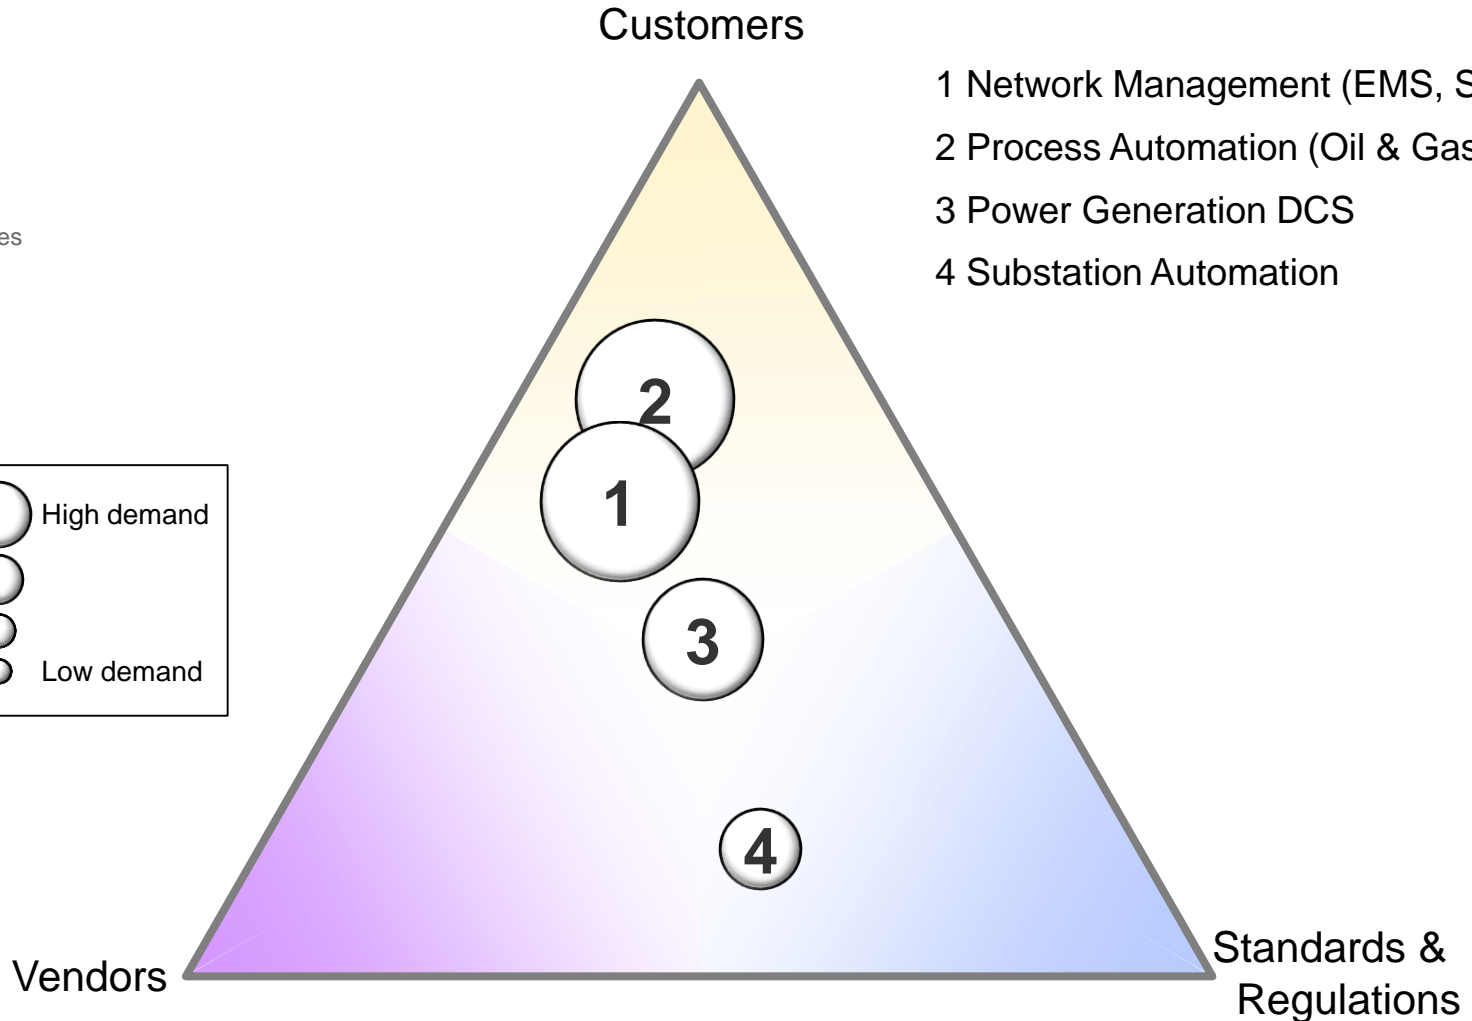 Customers
1 Network Management (EMS, S
2 Process Automation (Oil & Gas
3 Power Generation DCS
4 Substation Automation
es
2
1
High demand
3
Low demand
4
Vendors
Standards &
Regulations